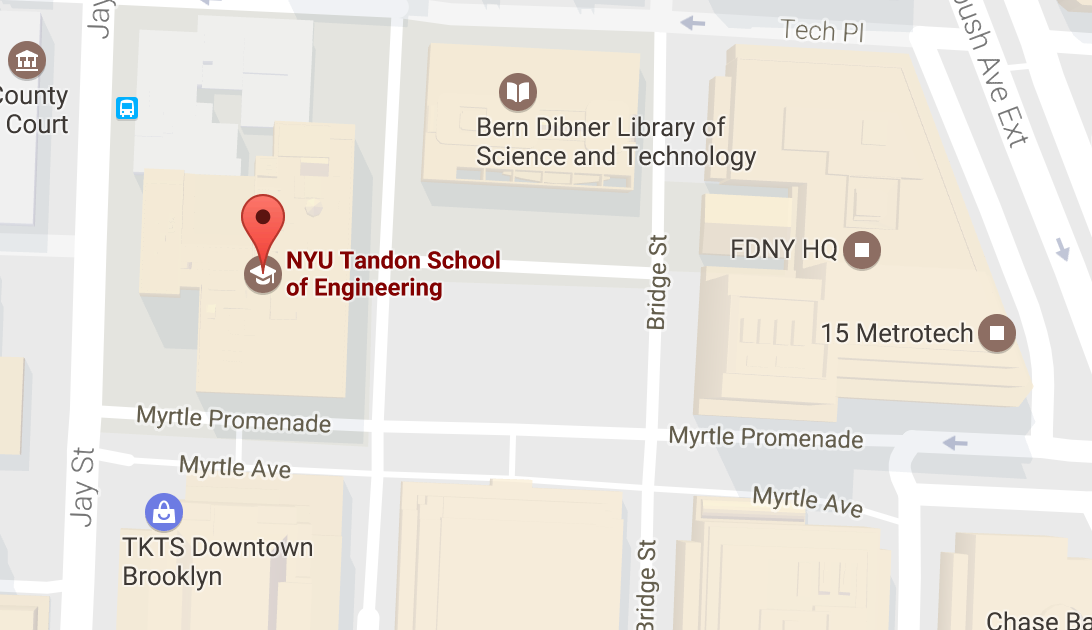 Jay
Tech Pl
bush Ave Ext
County
Court
Bern Dibner Library of
Science and Technology
FDNY HQ
NYU Tandon School
of Engineering
Bridge St
15 Metrotech
Myrtle Promenade
Myrtle Promenade
Myrtle Ave
Jay St
Myrtle Ave
TKTS Downtown
Brooklyn
Bridge St
Chase Ba